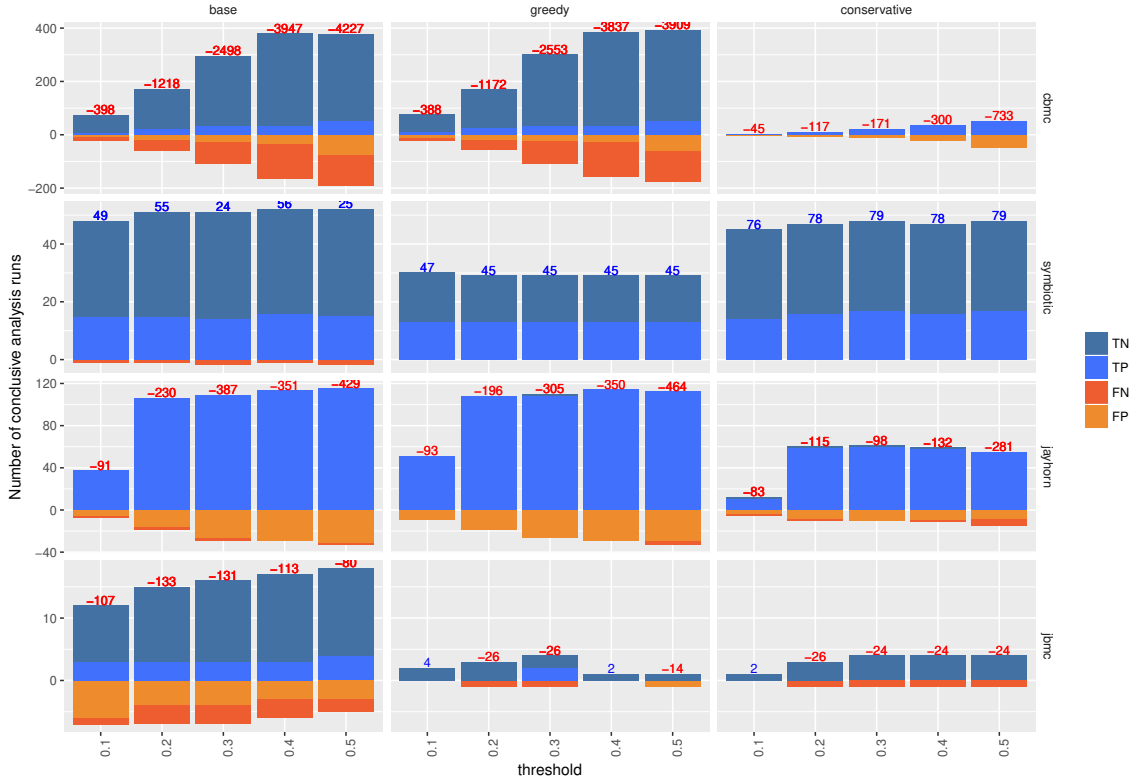 base greedy conservative
400
200
0
−200
−398 −1218 −2498 −3947 −4227
−388 −1172 −2553 −3837 −3909
−45 −117 −171 −300 −733
cbmc
40
20
0
49 55 24 56 25
47 45 45 45 45
76 78 79 78 79
symbiotic
120
80
40
0
−40
−91 −230 −387 −351 −429
−93 −196 −305 −350 −464
−83 −115 −98 −132 −281
jayhorn
10
0
−107 −133 −131 −113 −80
4 −26 −26 2 −14
2 −26 −24 −24 −24
jbmc
0.1 0.2 0.3 0.4 0.5
0.1 0.2 0.3 0.4 0.5
0.1 0.2 0.3 0.4 0.5
threshold
Number of conclusive analysis runs
TN
TP
FN
FP